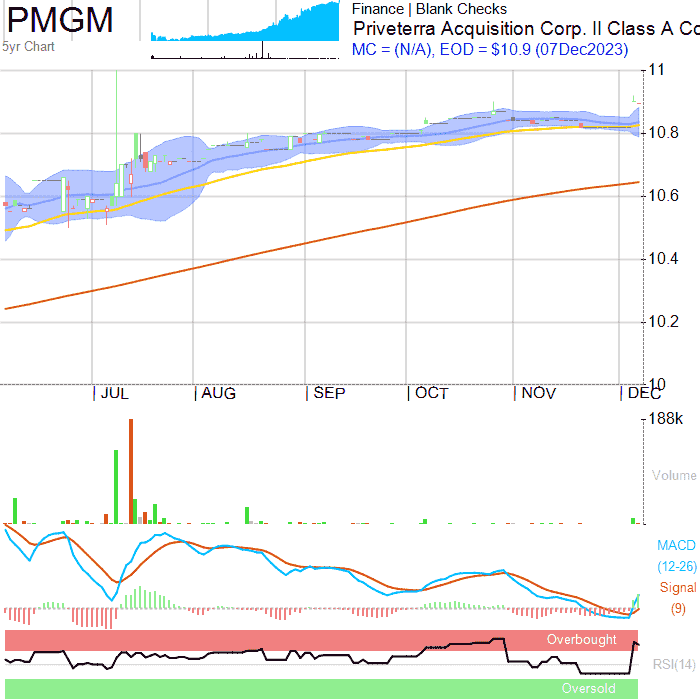 PMGM
5yr Chart
Finance | Blank Checks
Priveterra Acquisition Corp. II Class A Co
MC = (N/A), EOD = $10.9 (07Dec2023)
11
10.8
10.6
10.4
10.2
10
JUL AUG SEP OCT NOV DEC
188k
Volume
MACD
(12-26)
Signal
(9)
Overbought
RSI(14)
Oversold